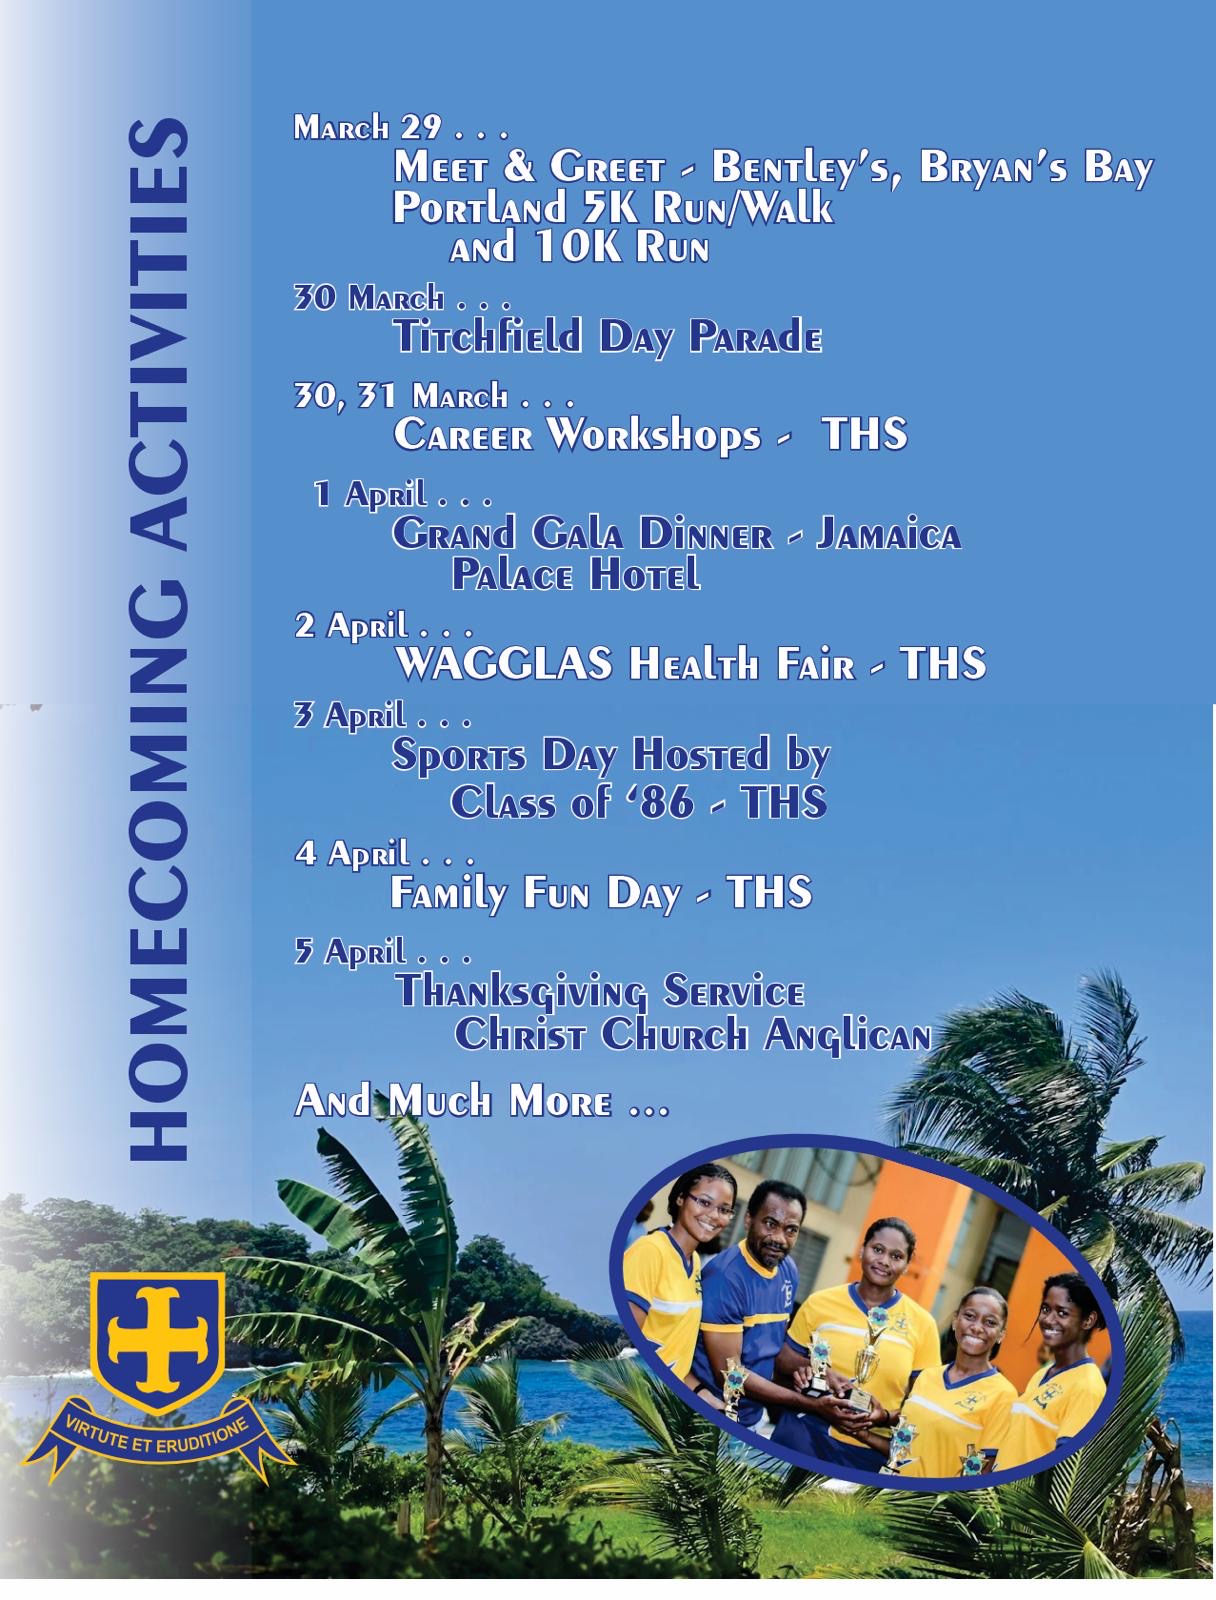 HOMECOMING ACTIVITIES
March 29 . . .
Meet & Greet - Bentley's, Bryan's Bay
Portland 5K Run/Walk
and 10K Run
30 March . . .
Titchfield Day Parade
30, 31 March . . .
Career Workshops - THS
1 April . . .
Grand Gala Dinner - Jamaica
Palace Hotel
2 April . . .
WAGGLAS Health Fair - THS
3 April . . .
Sports Day Hosted by
Class of ‘86 - THS
4 April . . .
Family Fun Day - THS
5 April . . .
Thanksgiving Service
Christ Church Anglican
And Much More ...
VIRTUTE ET ERUDITIONE